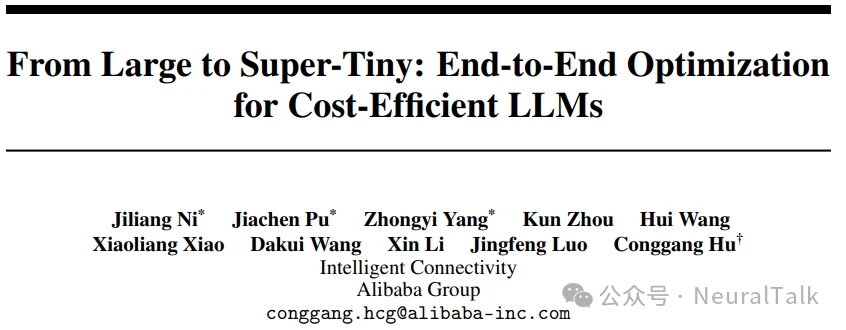 From Large to Super-Tiny: End-to-End Optimization
for Cost-Efficient LLMs
Jiliang Ni* Jiachen Pu* Zhongyi Yang* Kun Zhou Hui Wang
Xiaoliang Xiao Dakui Wang Xin Li Jingfeng Luo Conggang Hu†
Intelligent Connectivity
Alibaba Group
conggang.hcg@alibaba-inc.com
公众号 · NeuralTalk